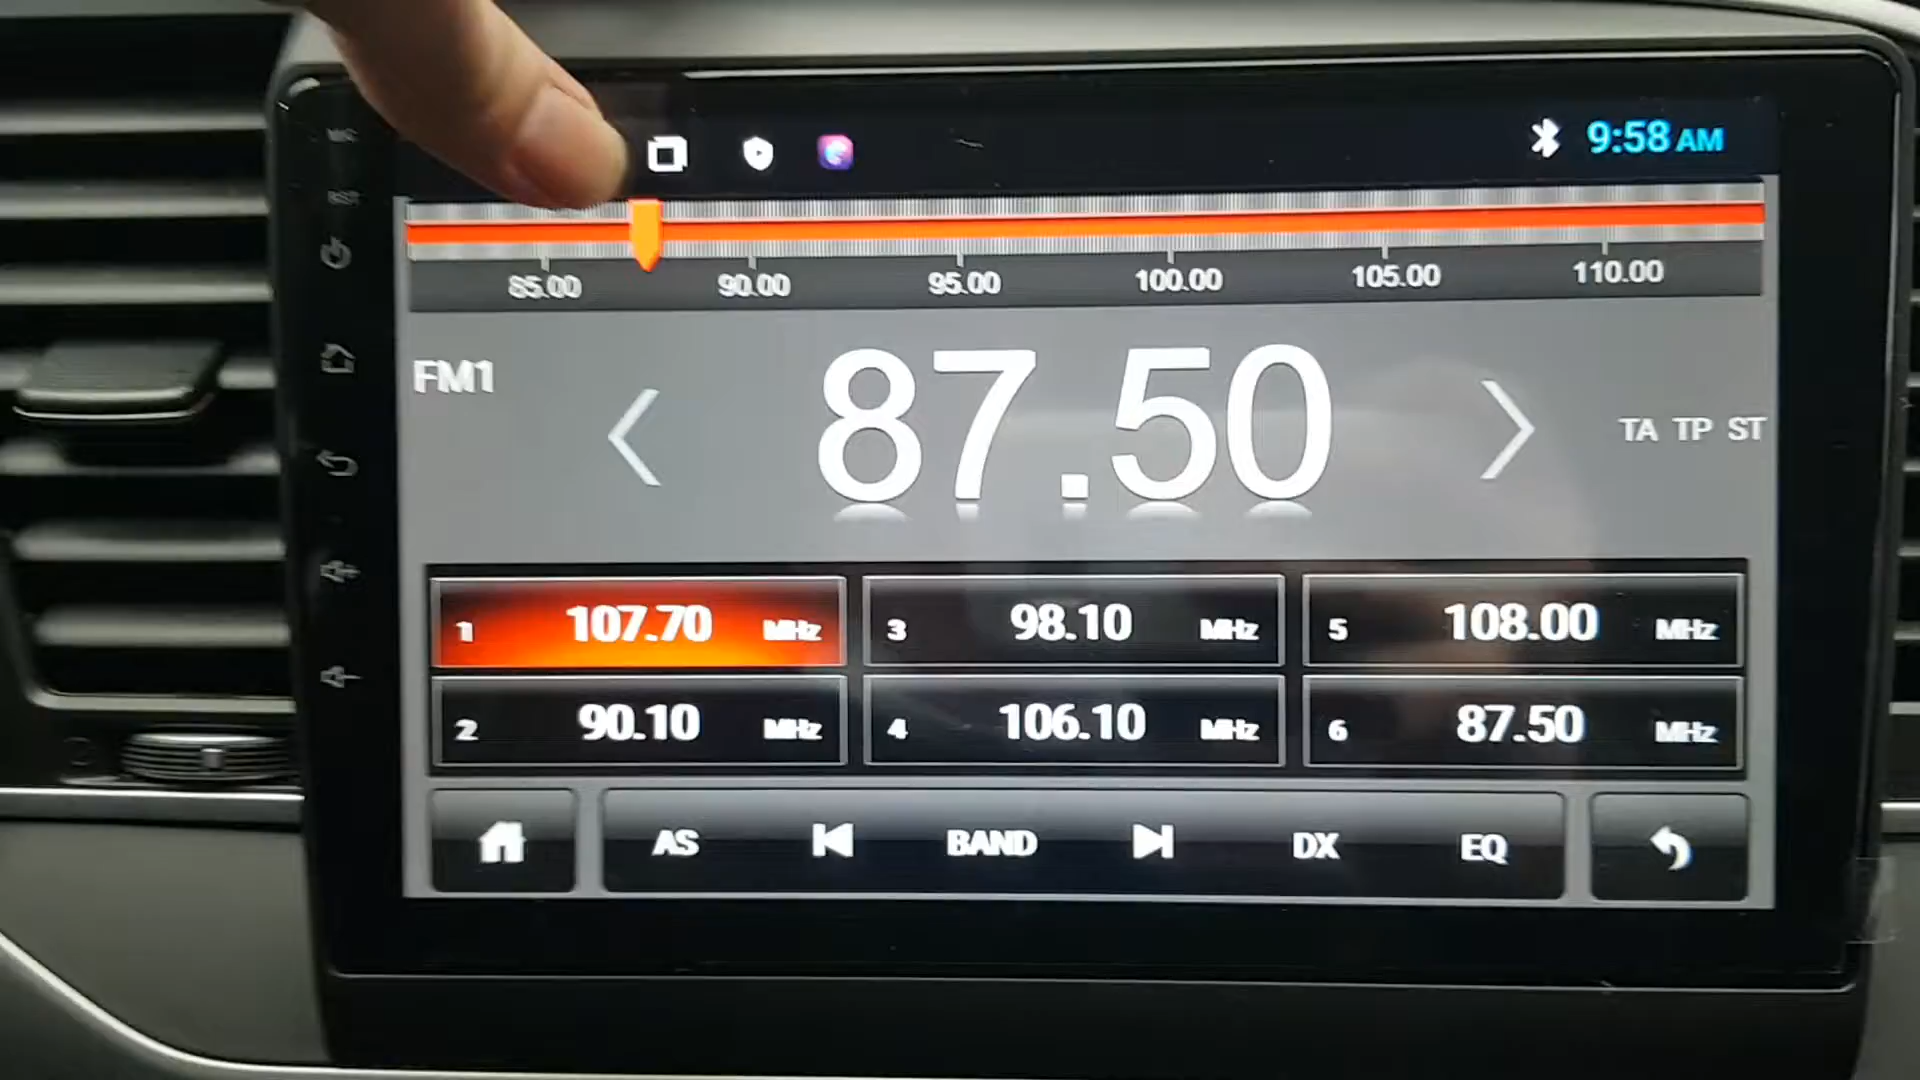 MIC
9:58 AM
RST
85.00 90.00 95.00 100.00 105.00 110.00
FM1
87.50
TA TP ST
1 107.70 MHz
3 98.10 MHz
5 108.00 MHz
2 90.10 MHz
4 106.10 MHz
6 87.50 MHz
AS BAND DX EQ